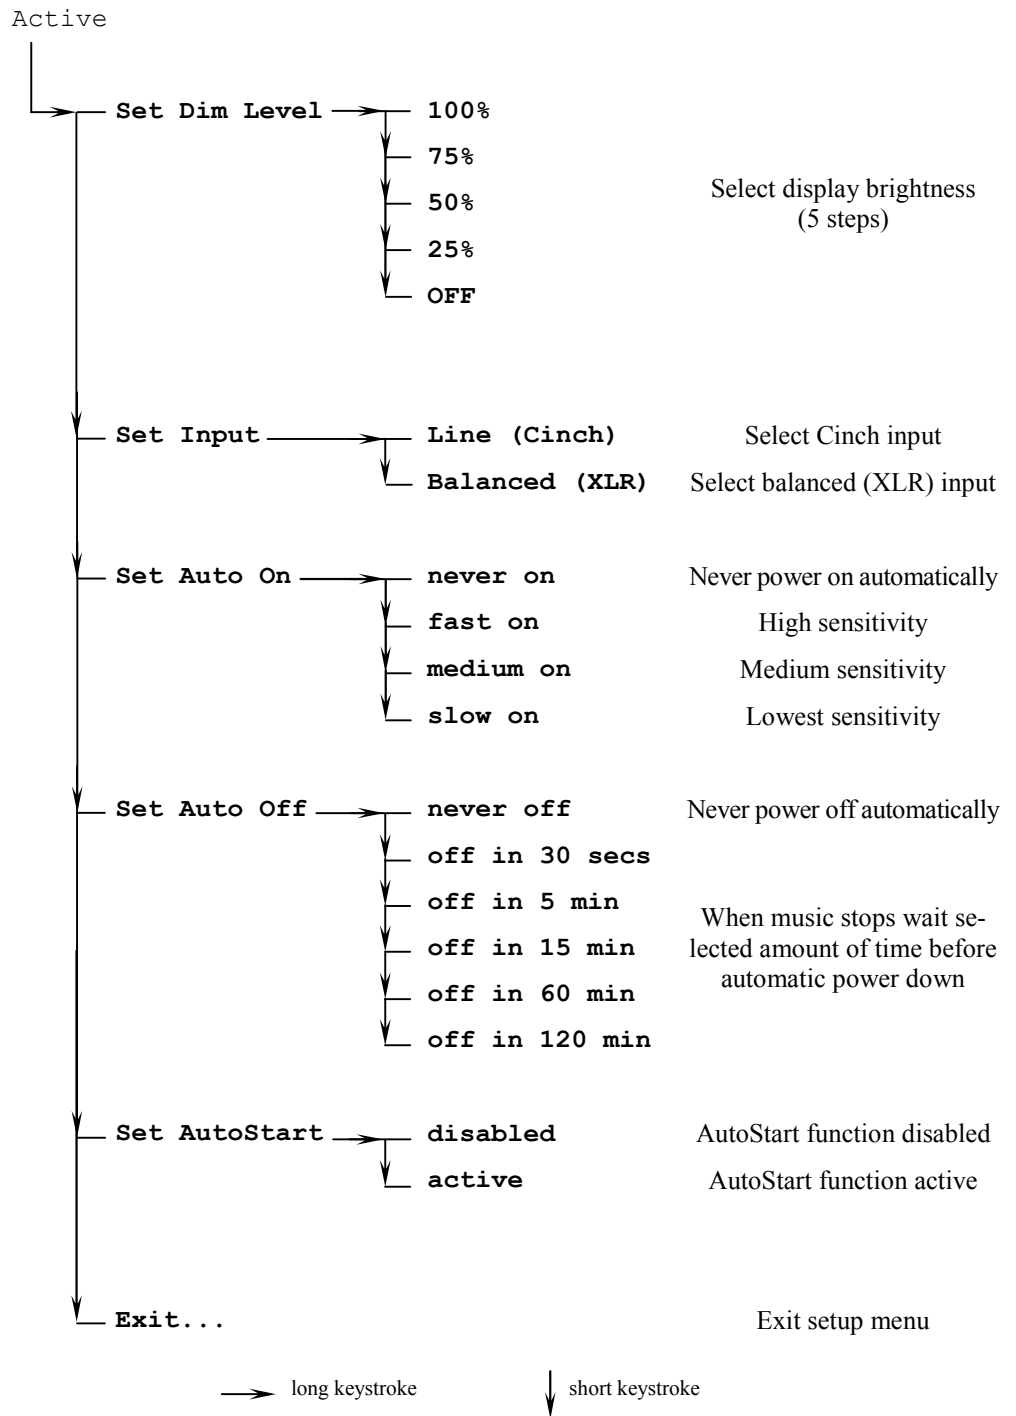 Active
Set Dim Level
100%
75%
50%
25%
OFF
Select display brightness
(5 steps)
Set Input
Line (Cinch)
Select Cinch input
Balanced (XLR)
Select balanced (XLR) input
Set Auto On
never on
Never power on automatically
fast on
High sensitivity
medium on
Medium sensitivity
slow on
Lowest sensitivity
Set Auto Off
never off
Never power off automatically
off in 30 secs
off in 5 min
off in 15 min
off in 60 min
off in 120 min
When music stops wait se-
lected amount of time before
automatic power down
Set AutoStart
disabled
AutoStart function disabled
active
AutoStart function active
Exit...
Exit setup menu
long keystroke
short keystroke